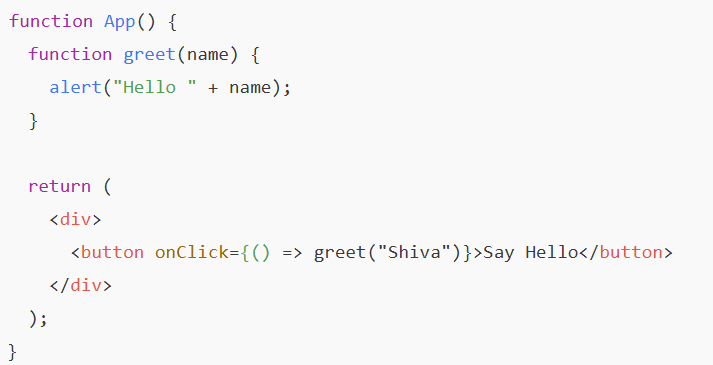 function App() {
  function greet(name) {
    alert("Hello " + name);
  }

  return (
    <div>
      <button onClick={() => greet("Shiva")}>Say Hello</button>
    </div>
  );
}